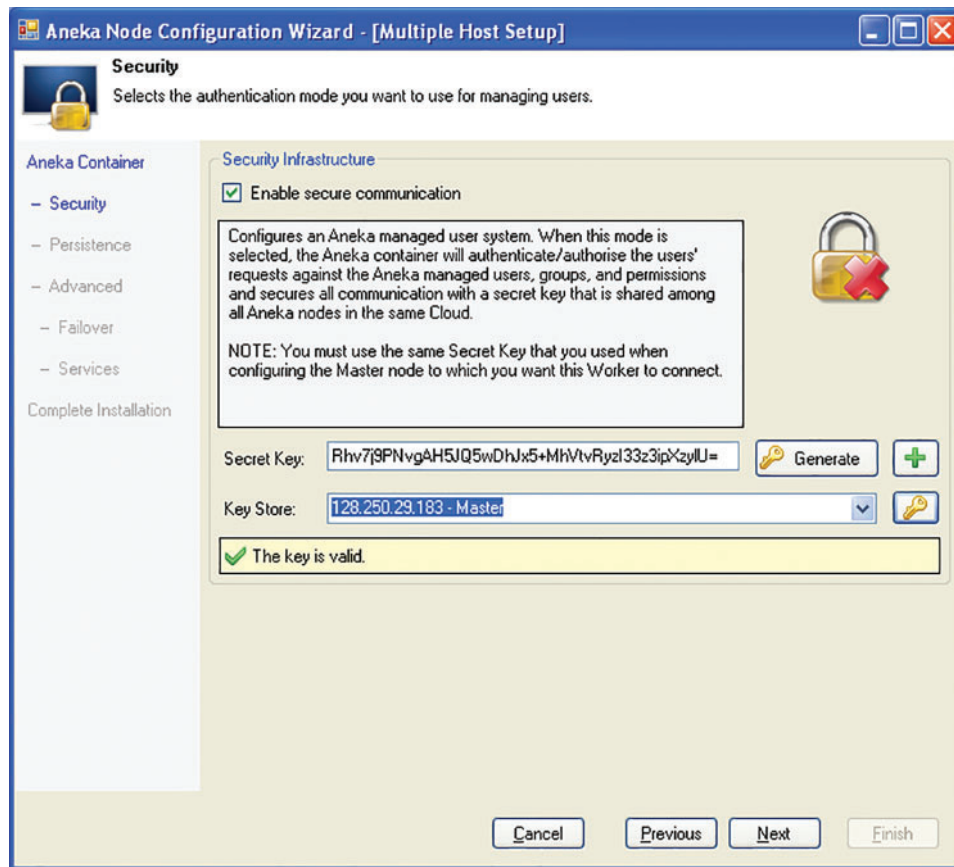 Aneka Node Configuration Wizard - [Multiple Host Setup]
Security
Selects the authentication mode you want to use for managing users.
Aneka Container
– Security
– Persistence
– Advanced
– Failover
– Services
Complete Installation
Security Infrastructure
Enable secure communication
Configures an Aneka managed user system. When this mode is
selected, the Aneka container will authenticate/authorise the users'
requests against the Aneka managed users, groups, and permissions
and secures all communication with a secret key that is shared among
all Aneka nodes in the same Cloud.
NOTE: You must use the same Secret Key that you used when
configuring the Master node to which you want this Worker to connect.
Secret Key: Rhv7j9PNvgAH5JQ5wDhJx5+MhVtvRyzI33z3ipXzylU= Generate
Key Store: 128.250.29.183 - Master
The key is valid.
Cancel Previous Next Finish